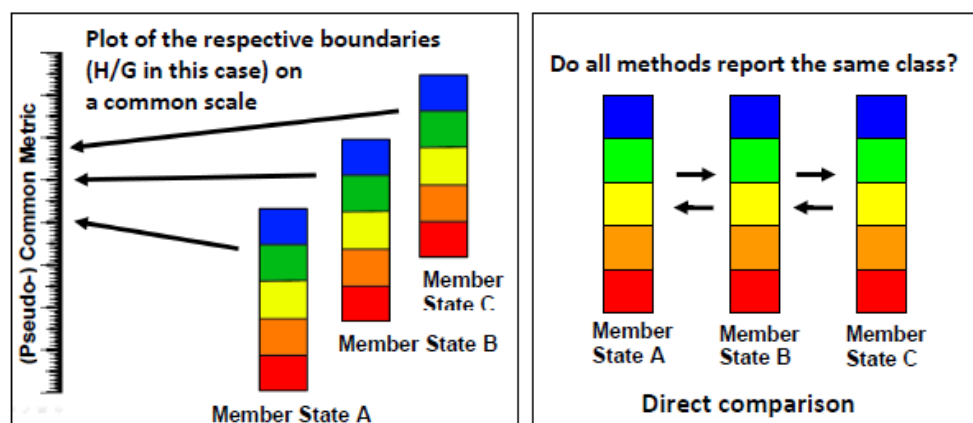 Plot of the respective boundaries
(H/G in this case) on
a common scale
(Pseudo-) Common Metric
Member
State C
Member State B
Member State A
Do all methods report the same class?
Member
State A
Member
State B
Member
State C
Direct comparison